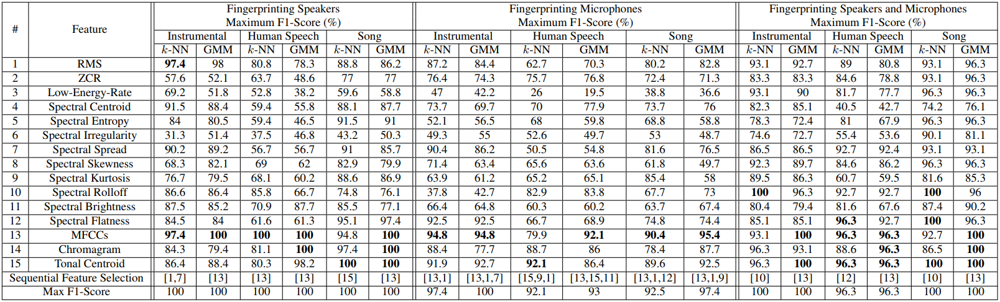 # Feature Fingerprinting Speakers Maximum F1-Score (%) Fingerprinting Microphones Maximum F1-Score (%) Fingerprinting Speakers and Microphones Maximum F1-Score (%)
Instrumental Human Speech Song Instrumental Human Speech Song Instrumental Human Speech Song
k-NN GMM k-NN GMM k-NN GMM k-NN GMM k-NN GMM k-NN GMM k-NN GMM k-NN GMM k-NN GMM
1 RMS 97.4 98 80.8 78.3 88.8 86.2 87.2 84.4 62.7 70.3 80.2 82.8 93.1 92.7 89 80.8 93.1 96.3
2 ZCR 57.6 52.1 63.7 48.6 77 77 76.4 74.3 75.7 76.8 72.4 71.3 83.3 83.3 84.6 78.8 93.1 96.3
3 Low-Energy-Rate 69.2 51.8 52.8 38.2 59.6 58.8 47 42.2 26 19.5 38.8 36.6 93.1 90 81.7 77.7 96.3 96.3
4 Spectral Centroid 91.5 88.4 59.4 55.8 88.1 87.7 73.7 69.7 70 77.9 73.7 76 82.3 85.1 40.5 42.7 74.2 76.1
5 Spectral Entropy 84 80.5 59.4 46.5 91.5 91 52.1 56.5 68 59.8 68.8 58.8 78.3 72.4 81 67.9 96.3 96.3
6 Spectral Irregularity 31.3 51.4 37.5 46.8 43.2 50.3 49.3 55 52.6 49.7 53 48.7 74.6 72.7 55.4 53.6 90.1 81.1
7 Spectral Spread 90.2 89.2 56.7 56.7 91 85.7 90.4 86.2 50.5 54.8 81.6 76.5 86.5 86.5 92.7 92.4 93.1 93.1
8 Spectral Skewness 68.3 82.1 69 62 82.9 79.9 71.4 63.4 65.6 63.6 61.8 49.7 92.3 89.7 84.6 86.2 96.3 96.3
9 Spectral Kurtosis 76.7 79.5 68.1 60.2 88.6 86.9 63.9 61.2 65.2 65.1 85.4 58 89.5 86.3 60.7 59.5 81.6 85.3
10 Spectral Rolloff 86.6 86.4 85.8 66.7 74.8 76.1 37.8 42.7 82.9 83.8 67.7 73 100 96.3 92.7 92.7 100 96
11 Spectral Brightness 87.5 85.2 70.9 87.7 85.5 77.1 66.4 64.8 60.3 60.2 63.7 67.4 80.4 79.4 81.6 67.6 87.4 90.2
12 Spectral Flatness 84.5 84 61.6 61.3 95.1 97.4 92.5 92.5 66.7 68.9 74.8 74.4 85.1 85.1 96.3 92.7 100 96.3
13 MFCCs 97.4 100 100 100 94.8 100 94.8 94.8 79.9 92.1 90.4 95.4 93.1 100 96.3 96.3 92.7 100
14 Chromagram 84.3 79.4 81.1 100 97.4 100 88.4 77.7 88.7 86 78.4 87.7 96.3 93.1 88.6 96.3 86.5 100
15 Tonal Centroid 86.4 88.4 80.3 98.2 100 100 91.9 92.7 92.1 86.4 89.6 92.5 96.3 100 96.3 96.3 100 100
Sequential Feature Selection [1,7] [13] [13] [13] [15] [13] [13,1] [13,1,7] [15,9,1] [13,15,11] [13,1,12] [13,1,9] [10] [13] [12] [13] [10] [13]
Max F1-Score 100 100 100 100 100 100 97.4 100 92.1 93 92.5 97.4 100 100 96.3 96.3 100 100